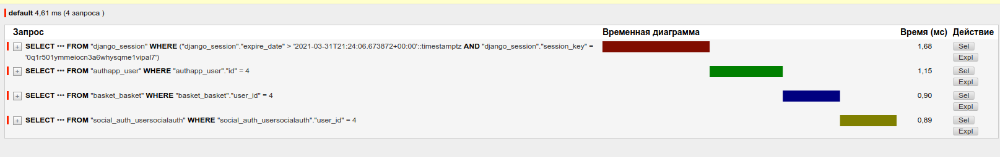 default 4,61 ms (4 запроса )
Запрос Временная диаграмма Время (мс) Действие
+ SELECT ••• FROM "django_session" WHERE ("django_session"."expire_date" > '2021-03-31T21:24:06.673872+00:00'::timestamptz AND "django_session"."session_key" = 1,68 Sel
'0q1r501ymmeiocn3a6whysqme1vipal7') Expl
+ SELECT ••• FROM "authapp_user" WHERE "authapp_user"."id" = 4 1,15 Sel
Expl
+ SELECT ••• FROM "basket_basket" WHERE "basket_basket"."user_id" = 4 0,90 Sel
Expl
+ SELECT ••• FROM "social_auth_usersocialauth" WHERE "social_auth_usersocialauth"."user_id" = 4 0,89 Sel
Expl